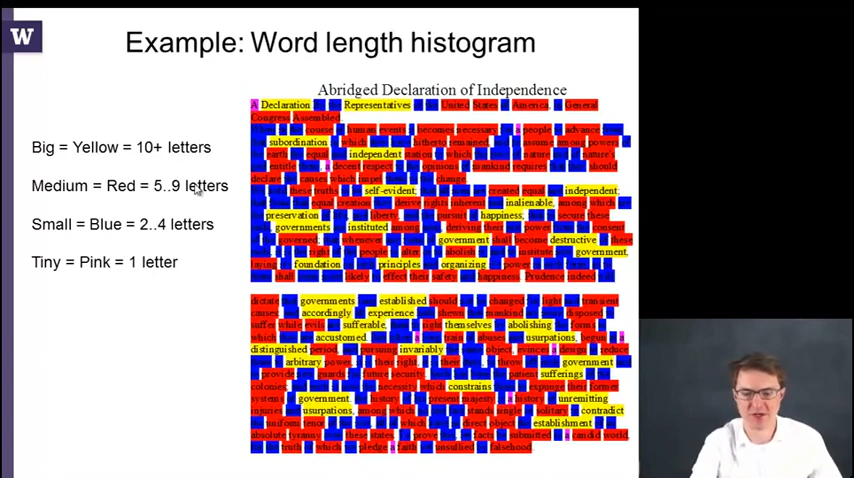 W
Example: Word length histogram
Big = Yellow = 10+ letters
Medium = Red = 5..9 letters
Small = Blue = 2..4 letters
Tiny = Pink = 1 letter
Abridged Declaration of Independence
A Declaration by the Representatives of the United States of America, in General
Congress Assembled.
When in the course of human events it becomes necessary for a people to advance from
that subordination in which they have hitherto remained, and to assume among powers of
the earth the equal and independent station to which the laws of nature and of nature's
god entitle them, a decent respect to the opinions of mankind requires that they should
declare the causes which impel them to the change.
We hold these truths to be self-evident; that all men are created equal and independent;
that from that equal creation they derive rights inherent and inalienable, among which are
the preservation of life, and liberty, and the pursuit of happiness; that to secure these
ends, governments are instituted among men, deriving their just power from the consent
of the governed; that whenever any form of government shall become destructive of these
ends, it is the right of the people to alter or to abolish it, and to institute new government,
laying it's foundation on such principles and organizing it's power in such form, as to
them shall seem most likely to effect their safety and happiness. Prudence indeed will
dictate that governments long established should not be changed for light and transient
causes: and accordingly all experience hath shewn that mankind are more disposed to
suffer while evils are sufferable, than to right themselves by abolishing the forms to
which they are accustomed. But when a long train of abuses and usurpations, begun at a
distinguished period, and pursuing invariably the same object, evinces a design to reduce
them to arbitrary power, it is their right, it is their duty, to throw off such government and
to provide new guards for future security. Such has been the patient sufferings of the
colonies; and such is now the necessity which constrains them to expunge their former
systems of government. the history of his present majesty, is a history of unremitting
injuries and usurpations, among which no one fact stands single or solitary to contradict
the uniform tenor of the rest, all of which have in direct object the establishment of an
absolute tyranny over these states. To prove this, let facts be submitted to a candid world,
for the truth of which we pledge a faith yet unsullied by falsehood.